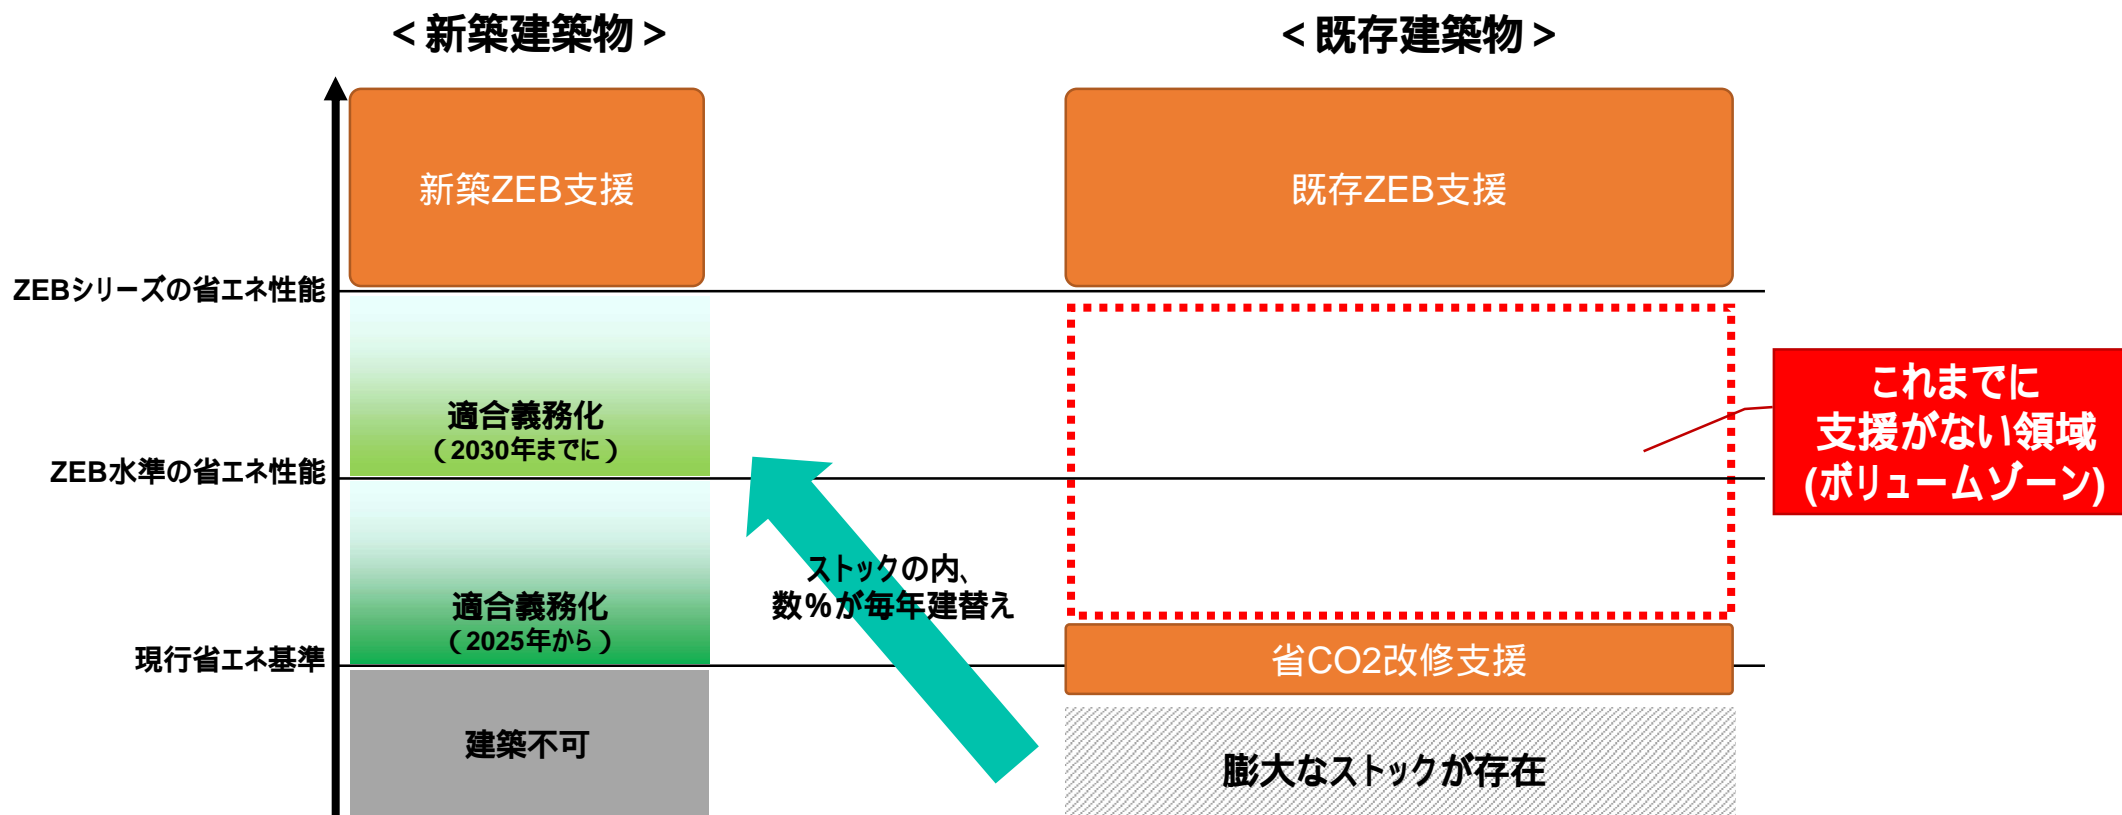 ＜新築建築物＞
＜既存建築物＞
新築ZEB支援
既存ZEB支援
ZEBシリーズの省エネ性能
適合義務化
（2030年までに）
これまでに
支援がない領域
(ボリュームゾーン)
ZEB水準の省エネ性能
ストックの内、
数％が毎年建替え
適合義務化
（2025年から）
現行省エネ基準
省CO2改修支援
建築不可
膨大なストックが存在